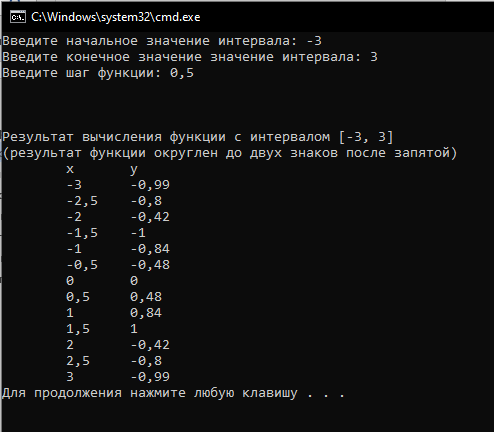 C:\Windows\system32\cmd.exe
Введите начальное значение интервала: -3
Введите конечное значение значение интервала: 3
Введите шаг функции: 0,5
Результат вычисления функции с интервалом [-3, 3]
(результат функции округлен до двух знаков после запятой)
x y
-3 -0,99
-2,5 -0,8
-2 -0,42
-1,5 -1
-1 -0,84
-0,5 -0,48
0 0
0,5 0,48
1 0,84
1,5 1
2 -0,42
2,5 -0,8
3 -0,99
Для продолжения нажмите любую клавишу . . .